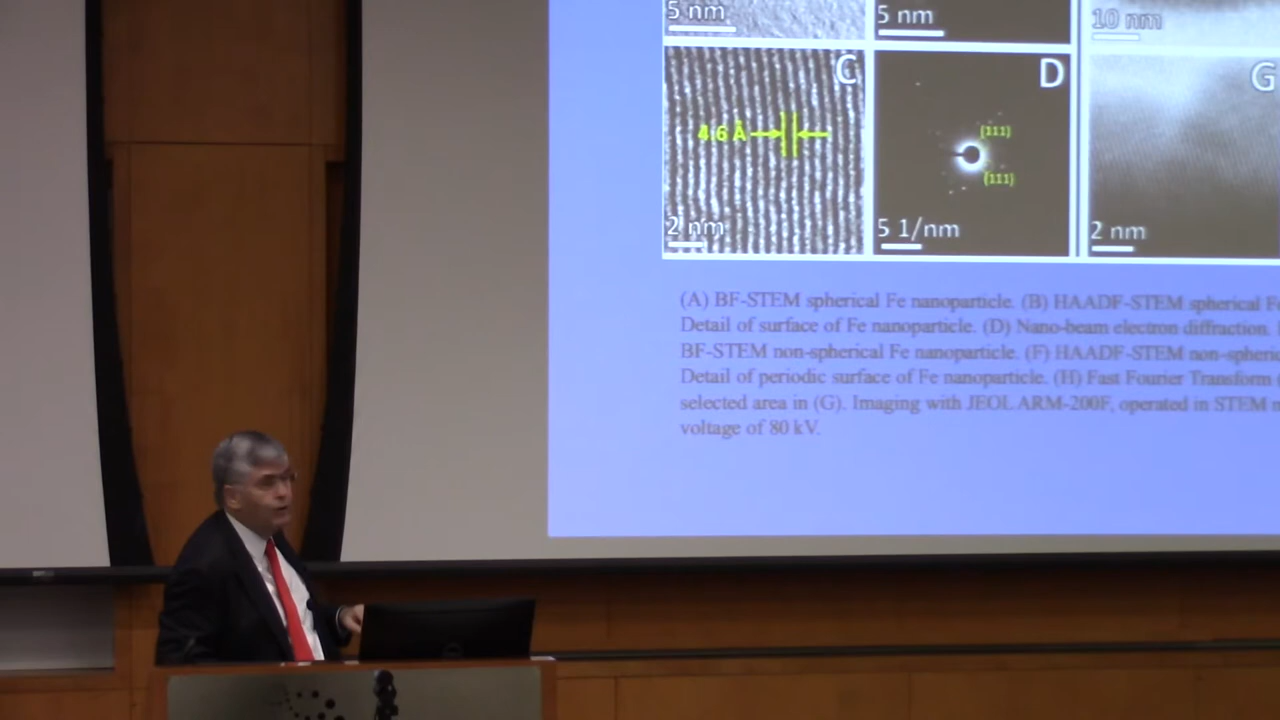 5 nm
5 nm
10 nm
C
D
G
4.6 Å
(111)
(111)
2 nm
5 1/nm
2 nm
(A) BF-STEM spherical Fe nanoparticle. (B) HAADF-STEM spherical
Detail of surface of Fe nanoparticle. (D) Nano-beam electron diffraction.
BF-STEM non-spherical Fe nanoparticle. (F) HAADF-STEM
Detail of periodic surface of Fe nanoparticle. (H) Fast Fourier Transform
selected area in (G). Imaging with JEOL ARM-200F, operated in STEM
voltage of 80 kV.